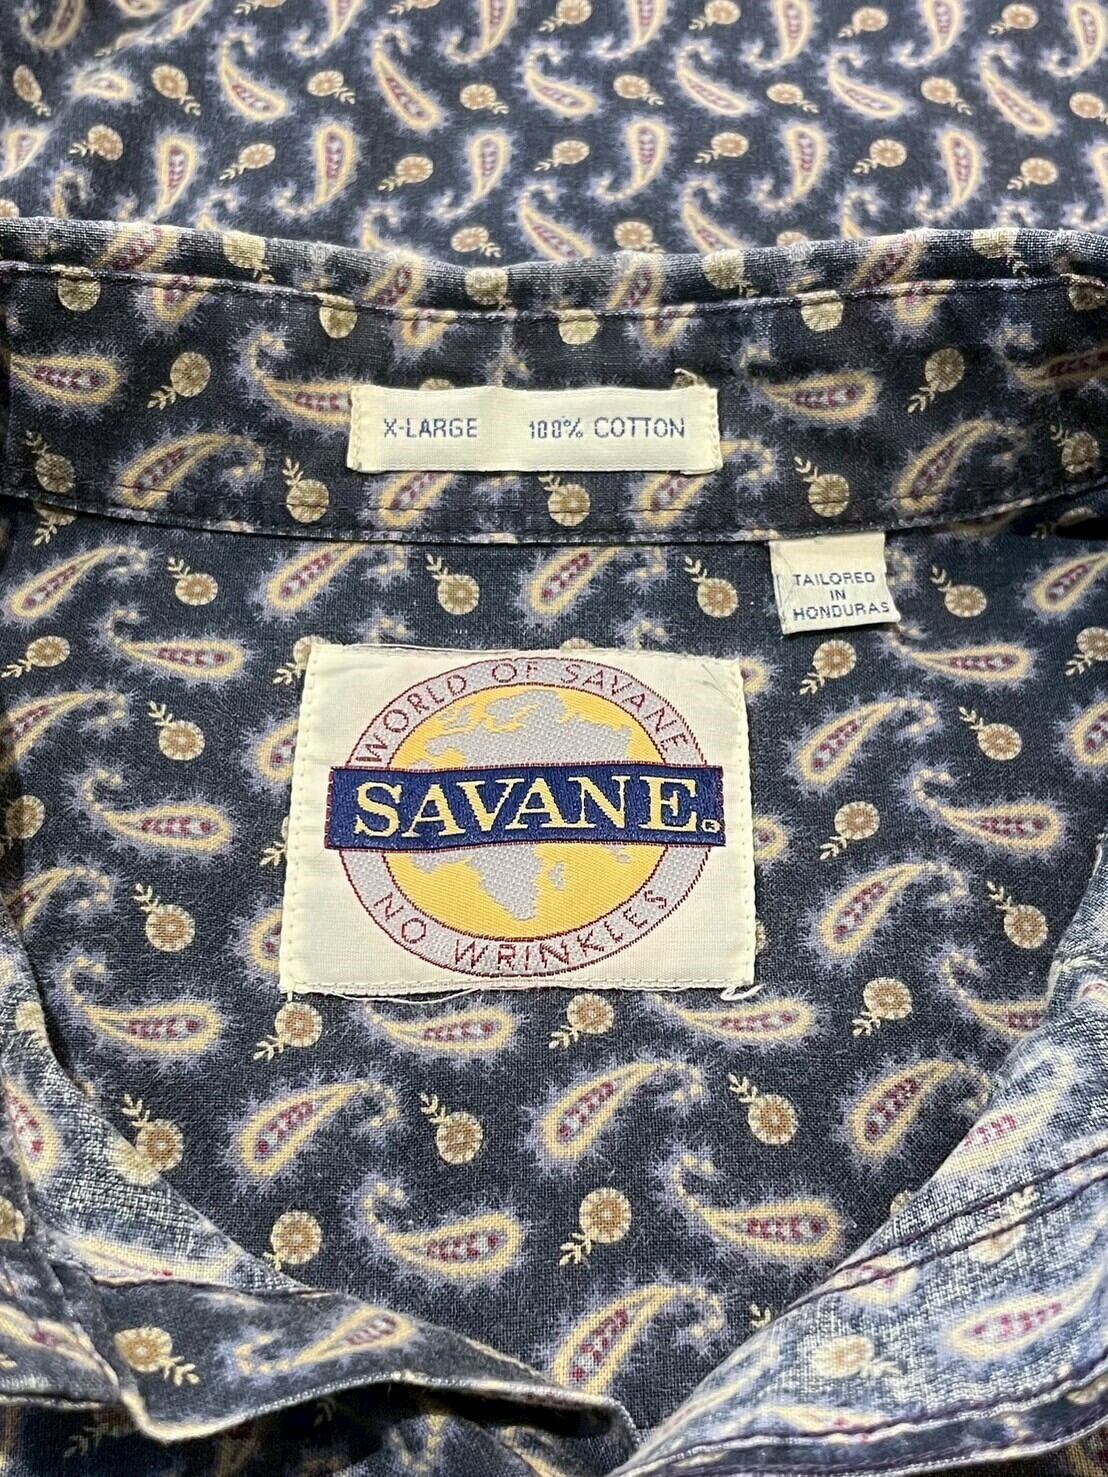 X-LARGE 100% COTTON
TAILORED
IN
HONDURAS
WORLD OF SAVANE
SAVANE®
NO WRINKLES